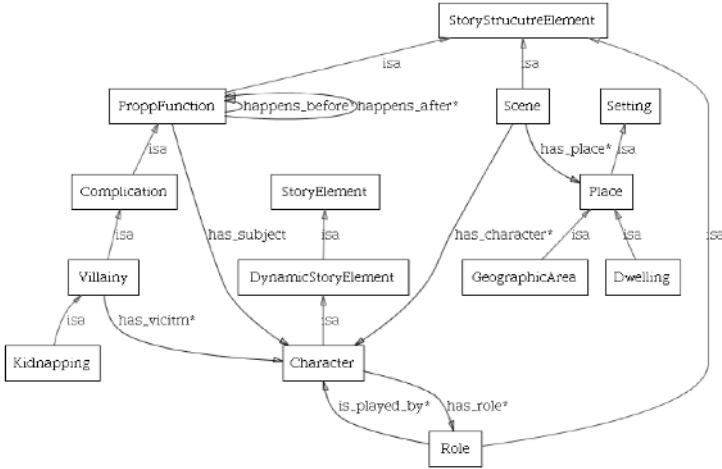 StoryStrucutreElement
isa
isa
ProppFunction
happens_before*
happens_after*
Scene
Setting
isa
has_place*
isa
Complication
StoryElement
Place
isa
has_subject
isa
has_character*
isa
isa
isa
Villainy
DynamicStoryElement
GeographicArea
Dwelling
isa
has_vicitm*
isa
Kidnapping
Character
is_played_by*
has_role*
Role